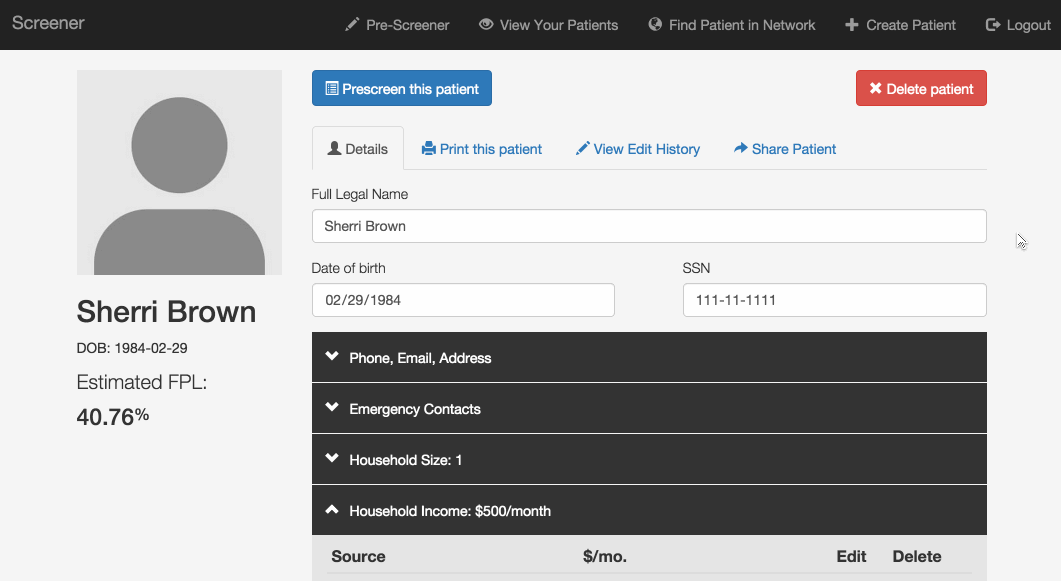 Screener Pre-Screener View Your Patients Find Patient in Network Create Patient Logout
Prescreen this patient Delete patient
Details Print this patient View Edit History Share Patient
Full Legal Name
Sherri Brown
Date of birth SSN
02/29/1984 111-11-1111
Sherri Brown
DOB: 1984-02-29
Estimated FPL:
40.76%
Phone, Email, Address
Emergency Contacts
Household Size: 1
Household Income: $500/month
Source $/mo. Edit Delete